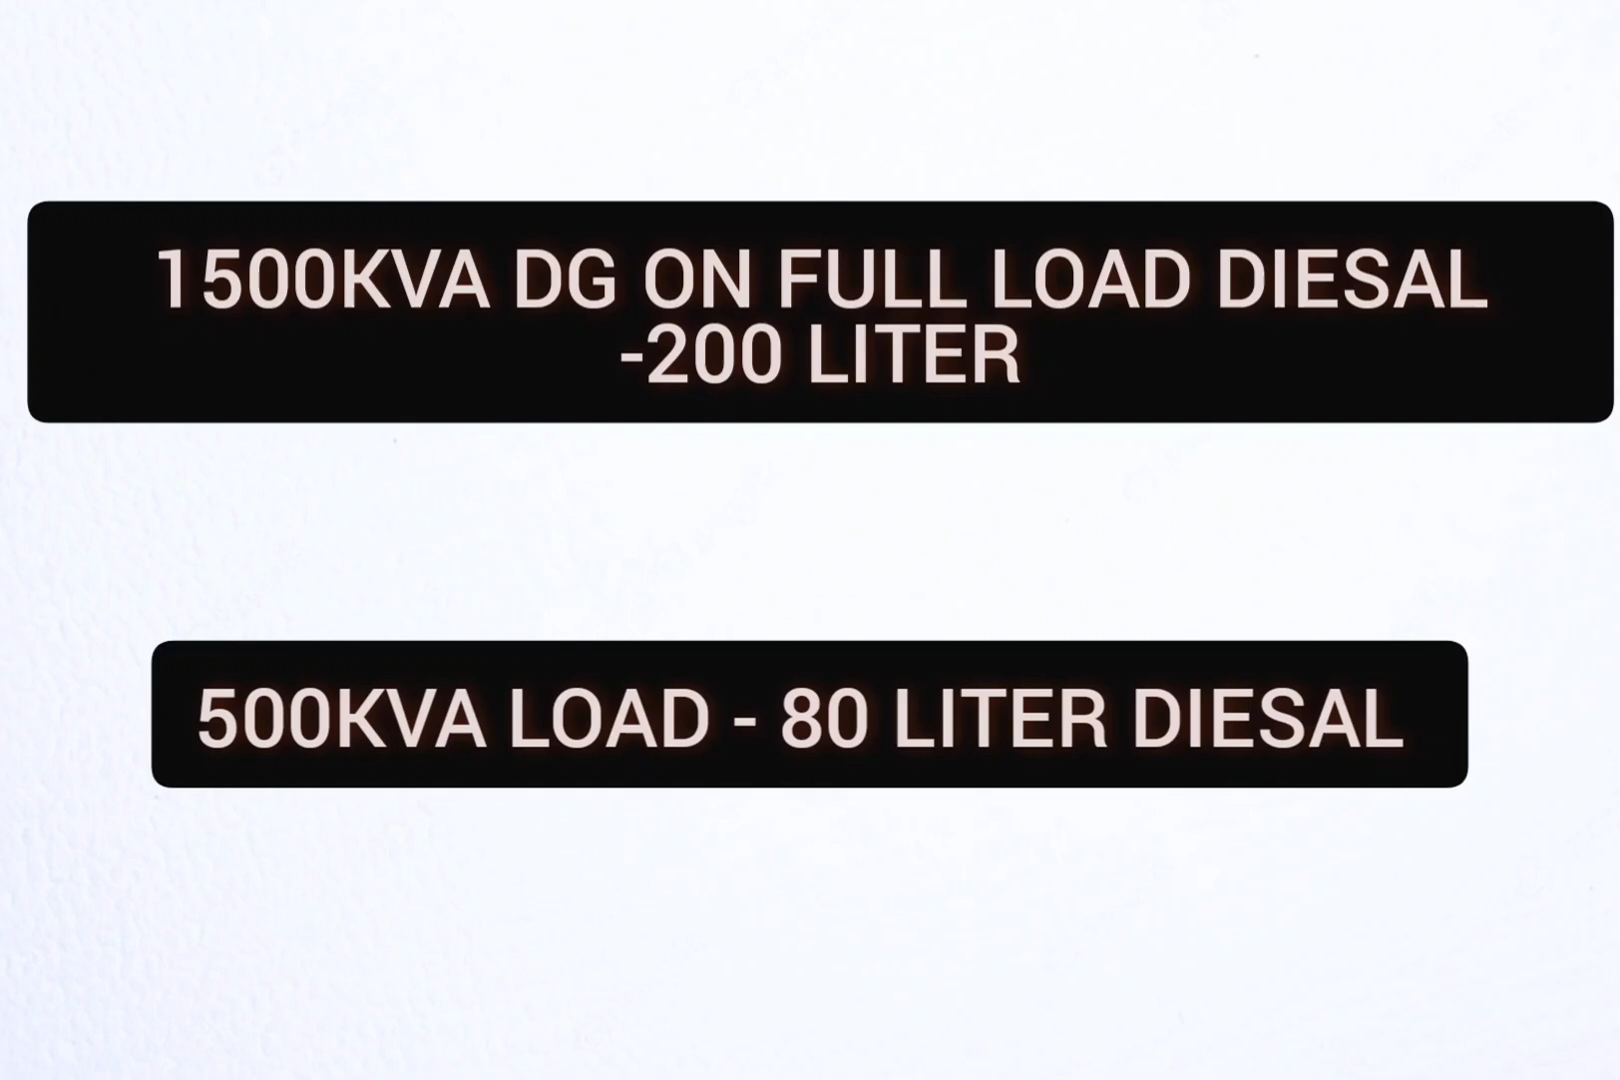 1500KVA DG ON FULL LOAD DIESAL
-200 LITER
500KVA LOAD - 80 LITER DIESAL